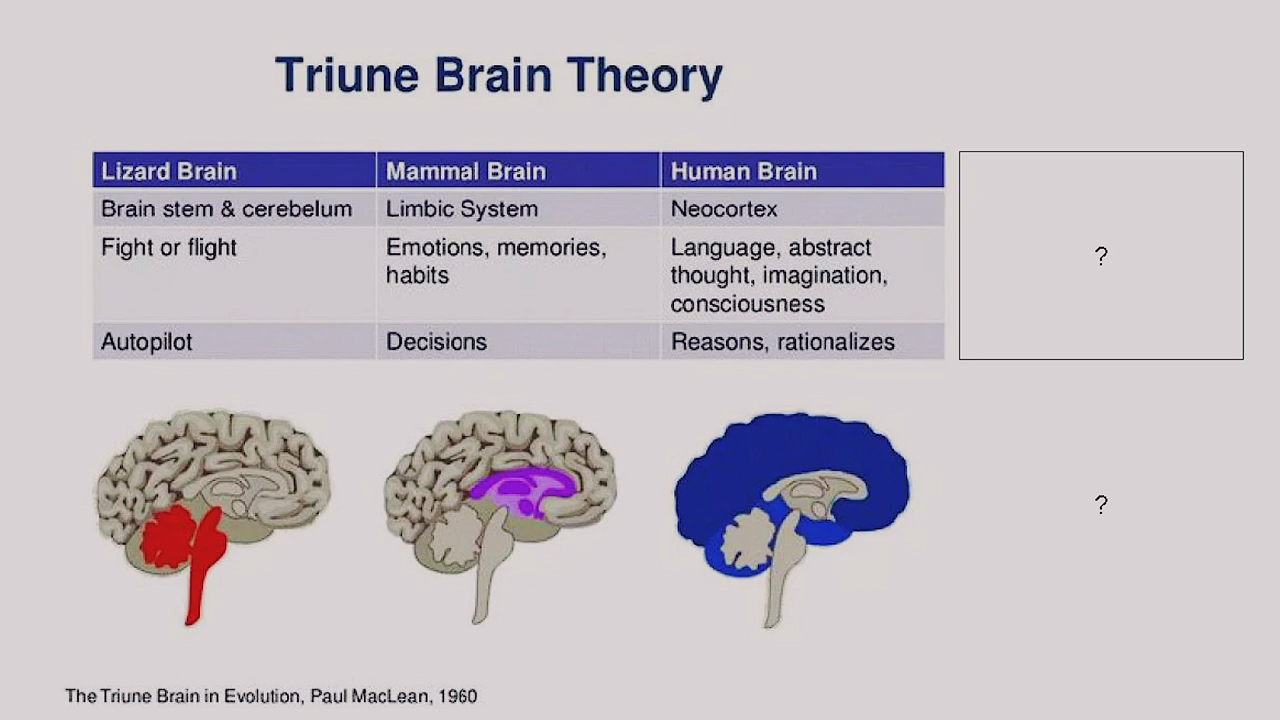 Triune Brain Theory
Lizard Brain
Mammal Brain
Human Brain
Brain stem & cerebelum
Limbic System
Neocortex
Fight or flight
Emotions, memories,
habits
Language, abstract
thought, imagination,
consciousness
Autopilot
Decisions
Reasons, rationalizes
?
?
The Triune Brain in Evolution, Paul MacLean, 1960